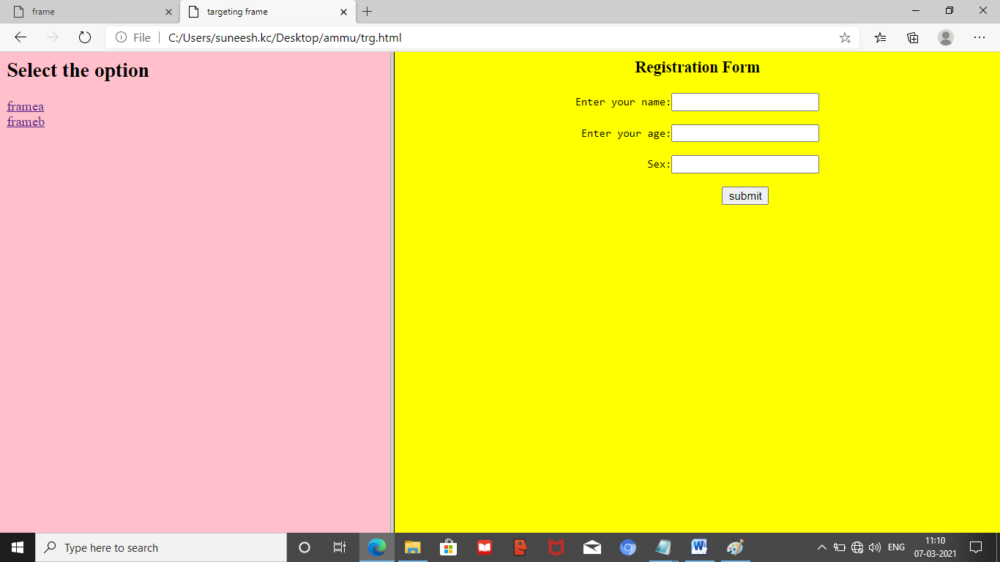 frame
targeting frame
File
C:/Users/suneesh.kc/Desktop/ammu/trg.html
Select the option
framea
frameb
Registration Form
Enter your name:
Enter your age:
Sex:
submit
Type here to search
W
ENG
11:10
07-03-2021